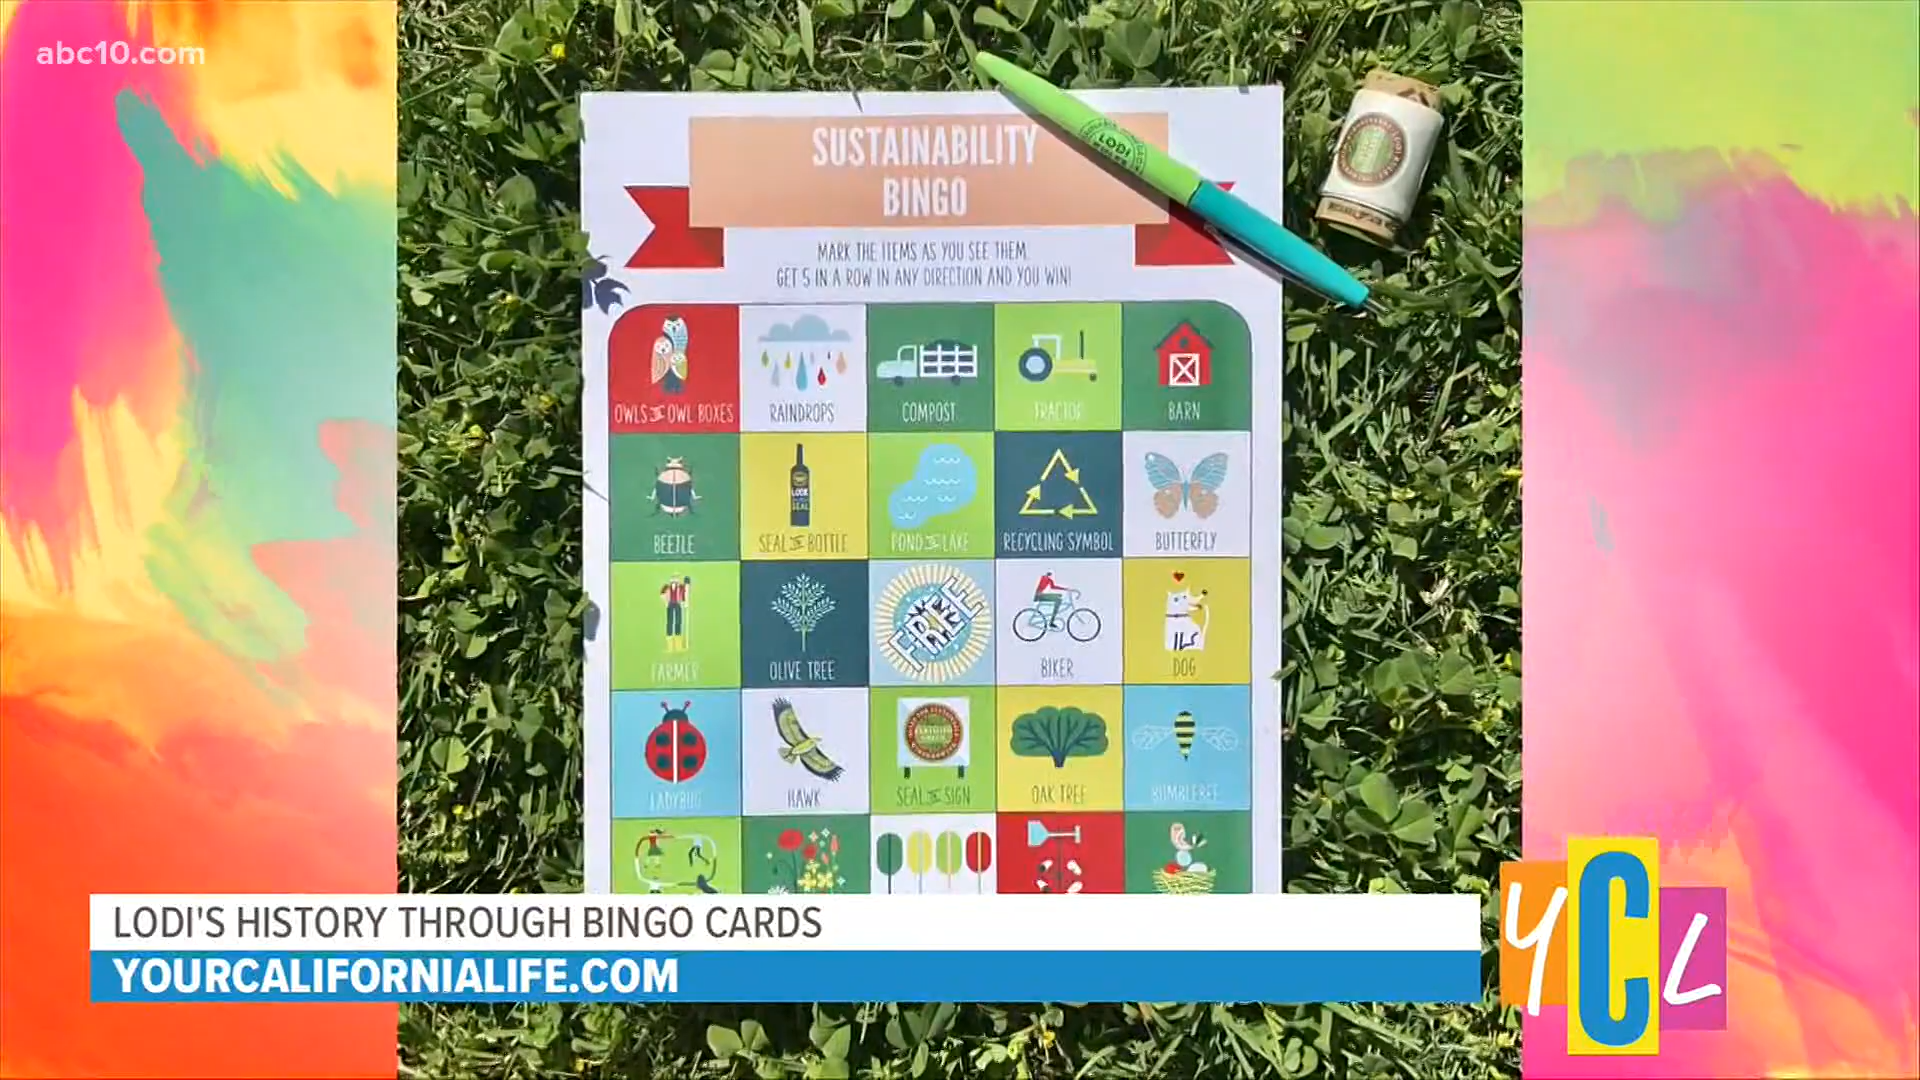 abc10.com
SUSTAINABILITY
BINGO
LODI
MARK THE ITEMS AS YOU SEE THEM.
GET 5 IN A ROW IN ANY DIRECTION AND YOU WIN!
OWLS OR OWL BOXES RAINDROPS COMPOST TRACTOR BARN
LODI
SEAL
BEETLE SEAL ON BOTTLE POND OR LAKE RECYCLING SYMBOL BUTTERFLY
FREE
FARMER OLIVE TREE BIKER DOG
LADYBUG HAWK SEAL ON SIGN OAK TREE BUMBLEBEE
LODI'S HISTORY THROUGH BINGO CARDS
YOURCALIFORNIALIFE.COM
YCL